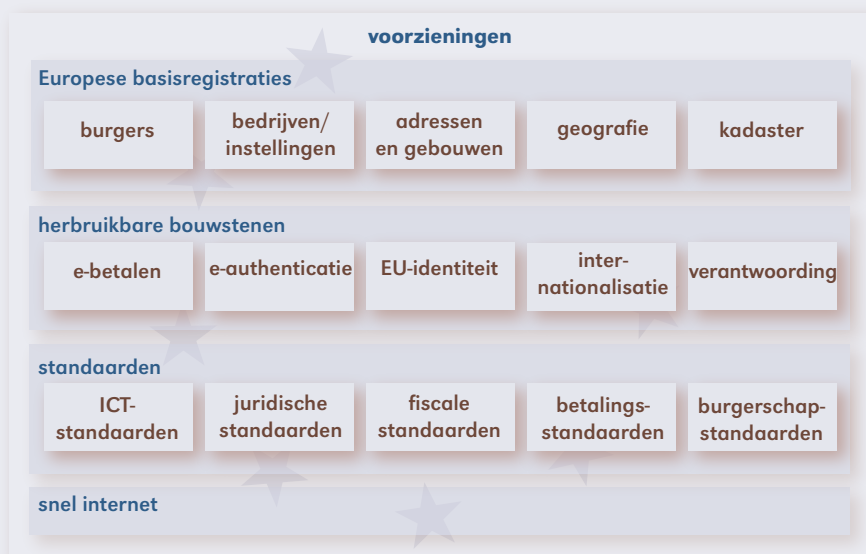 voorzieningen
Europese basisregistraties
burgers
bedrijven/
instellingen
adressen
en gebouwen
geografie
kadaster
herbruikbare bouwstenen
e-betalen
e-authenticatie
EU-identiteit
inter-
nationalisatie
verantwoording
standaarden
ICT-
standaarden
juridische
standaarden
fiscale
standaarden
betalings-
standaarden
burgerschap-
standaarden
snel internet